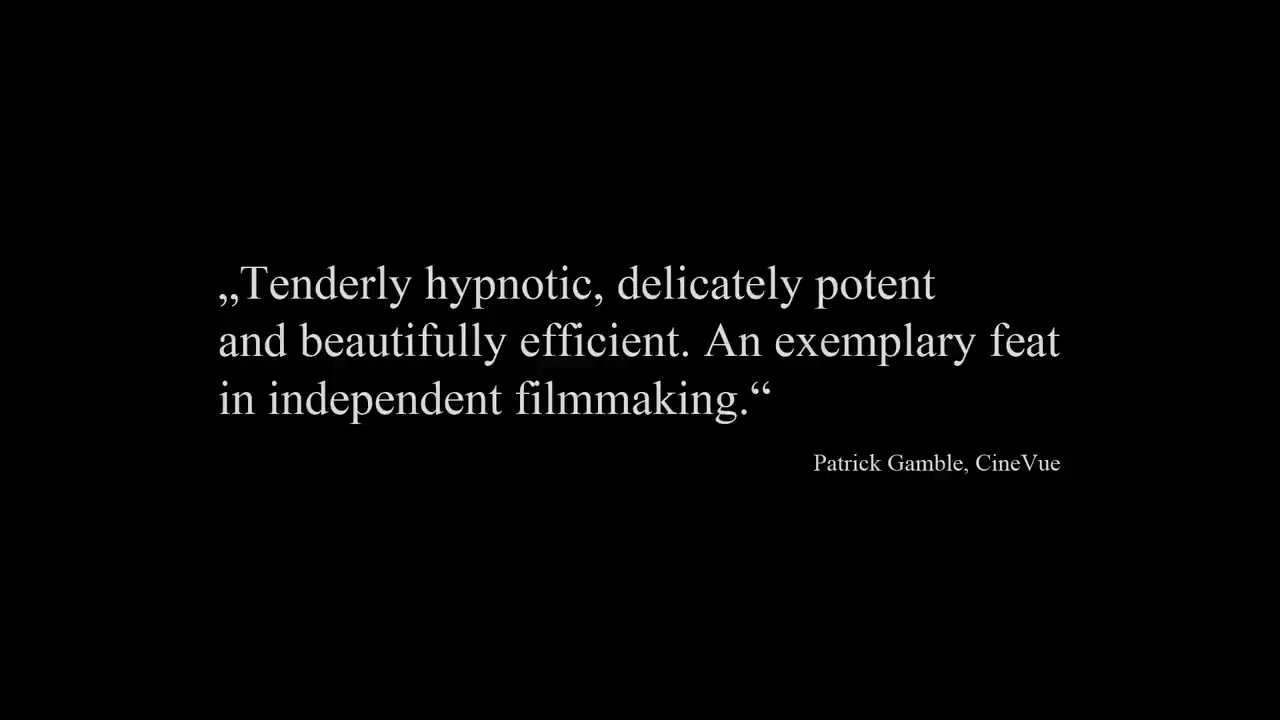 „Tenderly hypnotic, delicately potent
and beautifully efficient. An exemplary feat
in independent filmmaking.“
Patrick Gamble, CineVue